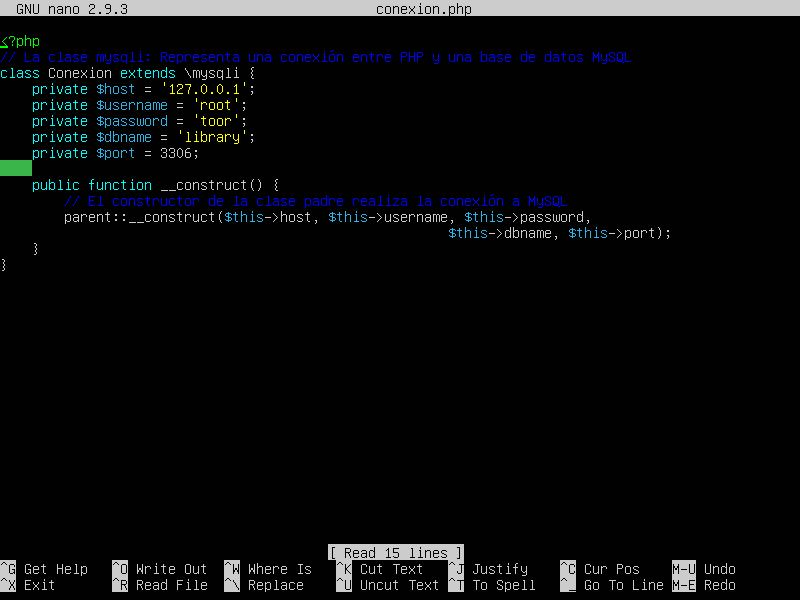 GNU nano 2.9.3 conexion.php
<?php
// La clase mysqli: Representa una conexión entre PHP y una base de datos MySQL
class Conexion extends \mysqli {
    private $host = '127.0.0.1';
    private $username = 'root';
    private $password = 'toor';
    private $dbname = 'library';
    private $port = 3306;
    public function __construct() {
        // El constructor de la clase padre realiza la conexión a MySQL
        parent::__construct($this->host, $this->username, $this->password,
                                                        $this->dbname, $this->port);
    }
}
[ Read 15 lines ]
^G Get Help ^O Write Out ^W Where Is ^K Cut Text ^J Justify ^C Cur Pos M-U Undo
^X Exit ^R Read File ^\ Replace ^U Uncut Text ^T To Spell ^_ Go To Line M-E Redo